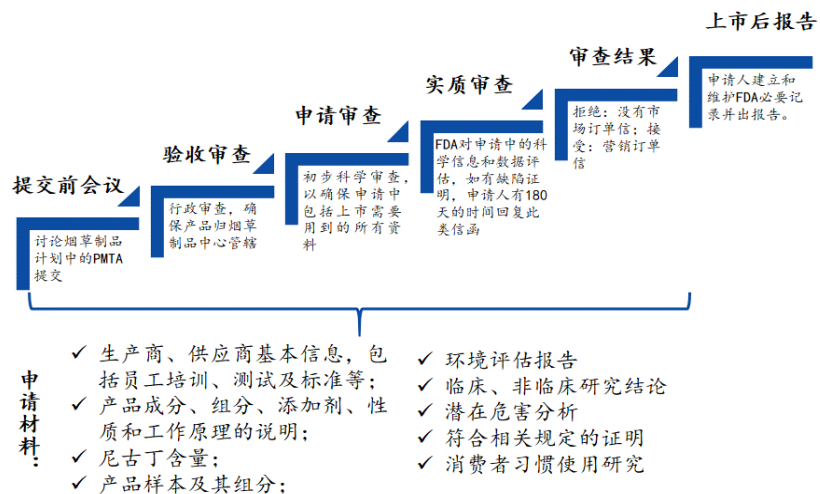 提交前会议
讨论烟草制品
计划中的PMTA
提交
验收审查
行政审查，确
保产品归烟草
制品中心管辖
申请审查
初步科学审查，
以确保申请中
包括上市需要
用到的所有资
料
实质审查
FDA对申请中的科
学信息和数据评
估，如有缺陷证
明，申请人有180
天的时间回复此
类信函
审查结果
拒绝：没有市
场订单信；接
受：营销订单
信
上市后报告
申请人建立和
维护FDA必要记
录并出报告。
申请材料：
✓ 生产商、供应商基本信息，包
括员工培训、测试及标准等；
✓ 产品成分、组分、添加剂、性
质和工作原理的说明；
✓ 尼古丁含量；
✓ 产品样本及其组分；
✓ 环境评估报告
✓ 临床、非临床研究结论
✓ 潜在危害分析
✓ 符合相关规定的证明
✓ 消费者习惯使用研究